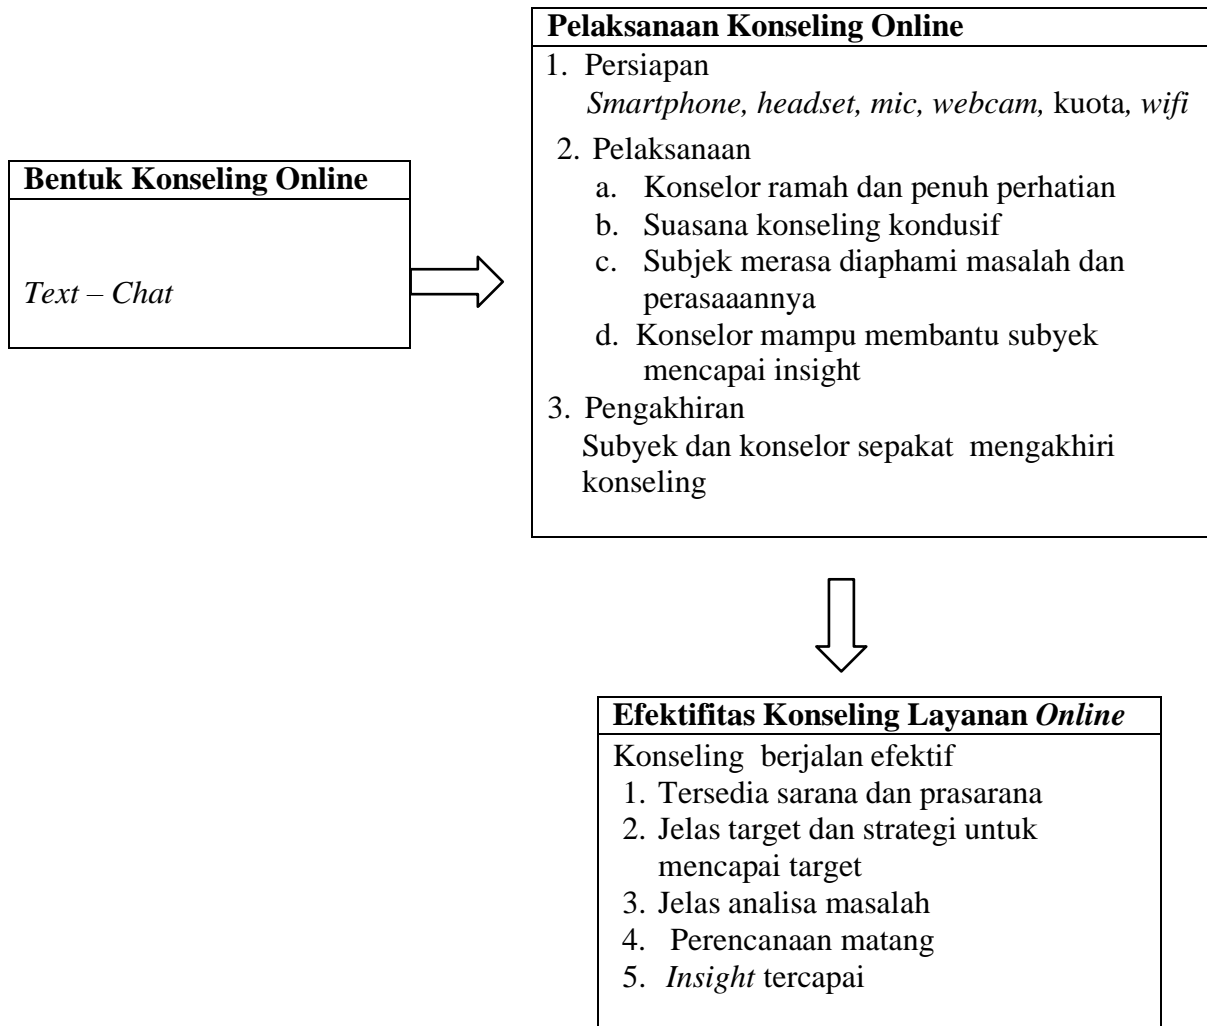 Bentuk Konseling Online
Text – Chat
Pelaksanaan Konseling Online
1. Persiapan
Smartphone, headset, mic, webcam, kuota, wifi
2. Pelaksanaan
a. Konselor ramah dan penuh perhatian
b. Suasana konseling kondusif
c. Subjek merasa diaphami masalah dan
perasaaannya
d. Konselor mampu membantu subyek
mencapai insight
3. Pengakhiran
Subyek dan konselor sepakat mengakhiri
konseling
Efektifitas Konseling Layanan Online
Konseling berjalan efektif
1. Tersedia sarana dan prasarana
2. Jelas target dan strategi untuk
mencapai target
3. Jelas analisa masalah
4. Perencanaan matang
5. Insight tercapai